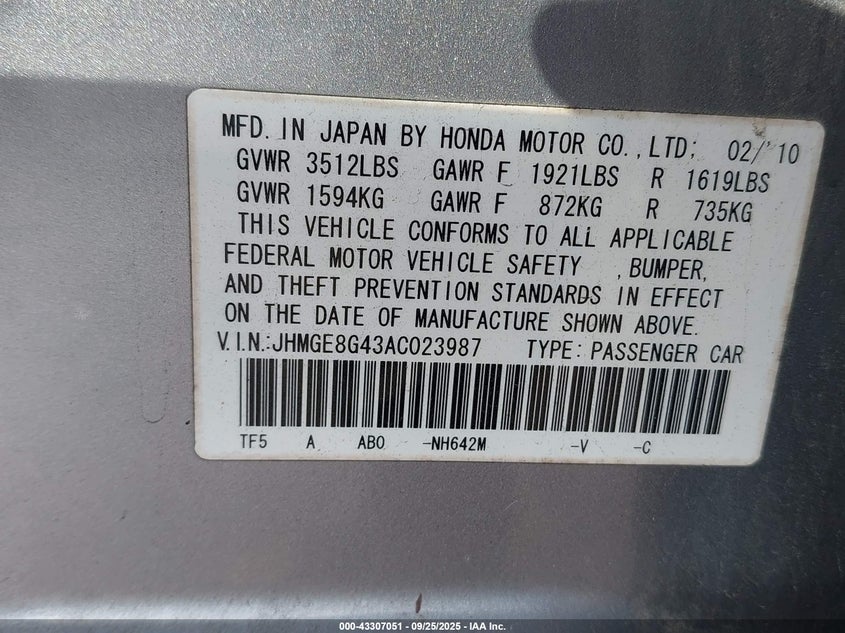 MFD. IN JAPAN BY HONDA MOTOR CO., LTD; 02/'10
GVWR 3512LBS GAWR F 1921LBS R 1619LBS
GVWR 1594KG GAWR F 872KG R 735KG
THIS VEHICLE CONFORMS TO ALL APPLICABLE
FEDERAL MOTOR VEHICLE SAFETY , BUMPER,
AND THEFT PREVENTION STANDARDS IN EFFECT
ON THE DATE OF MANUFACTURE SHOWN ABOVE.
V.I.N.:JHMGE8G43AC023987 TYPE: PASSENGER CAR
TF5 A AB0 -NH642M -V -C
000-43307051 - 09/25/2025 - IAA Inc.